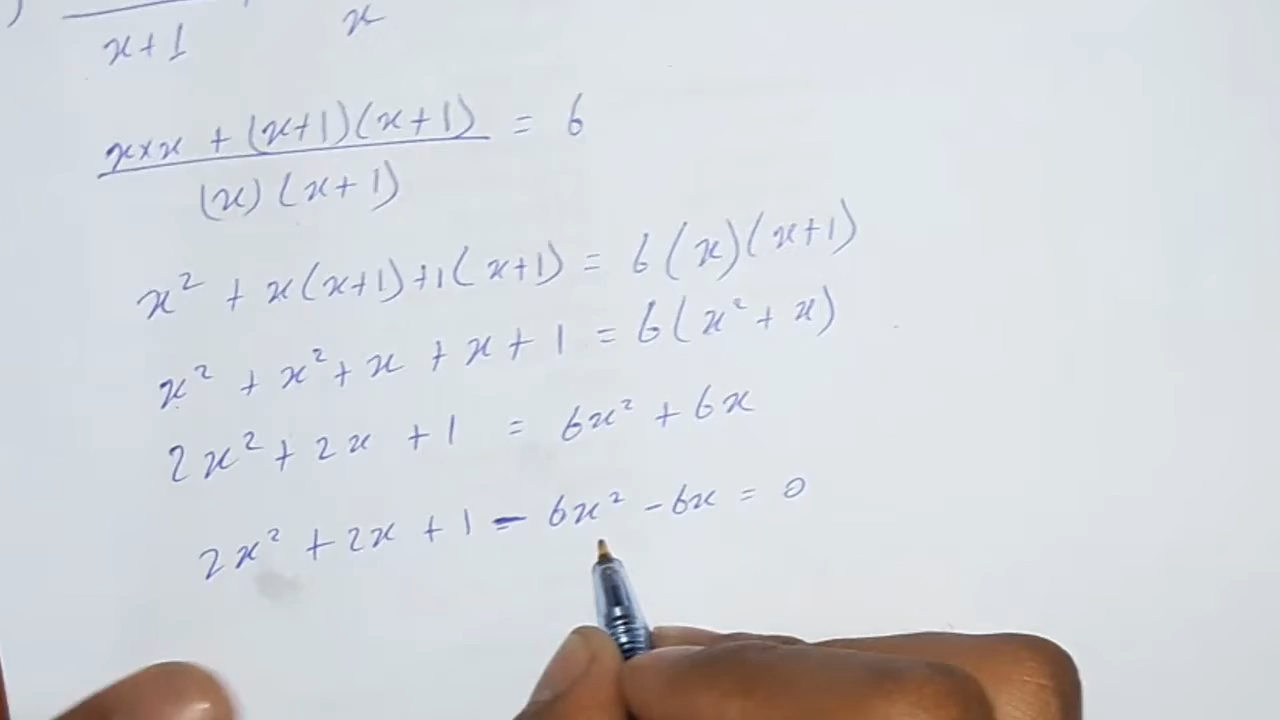 )
x+1 x
x×x + (x+1)(x+1) = 6
(x)(x+1)
x² + x(x+1)+1(x+1) = 6(x)(x+1)
x² + x² + x + x + 1 = 6(x² + x)
2x² + 2x + 1 = 6x² + 6x
2x² + 2x + 1 - 6x² - 6x = 0